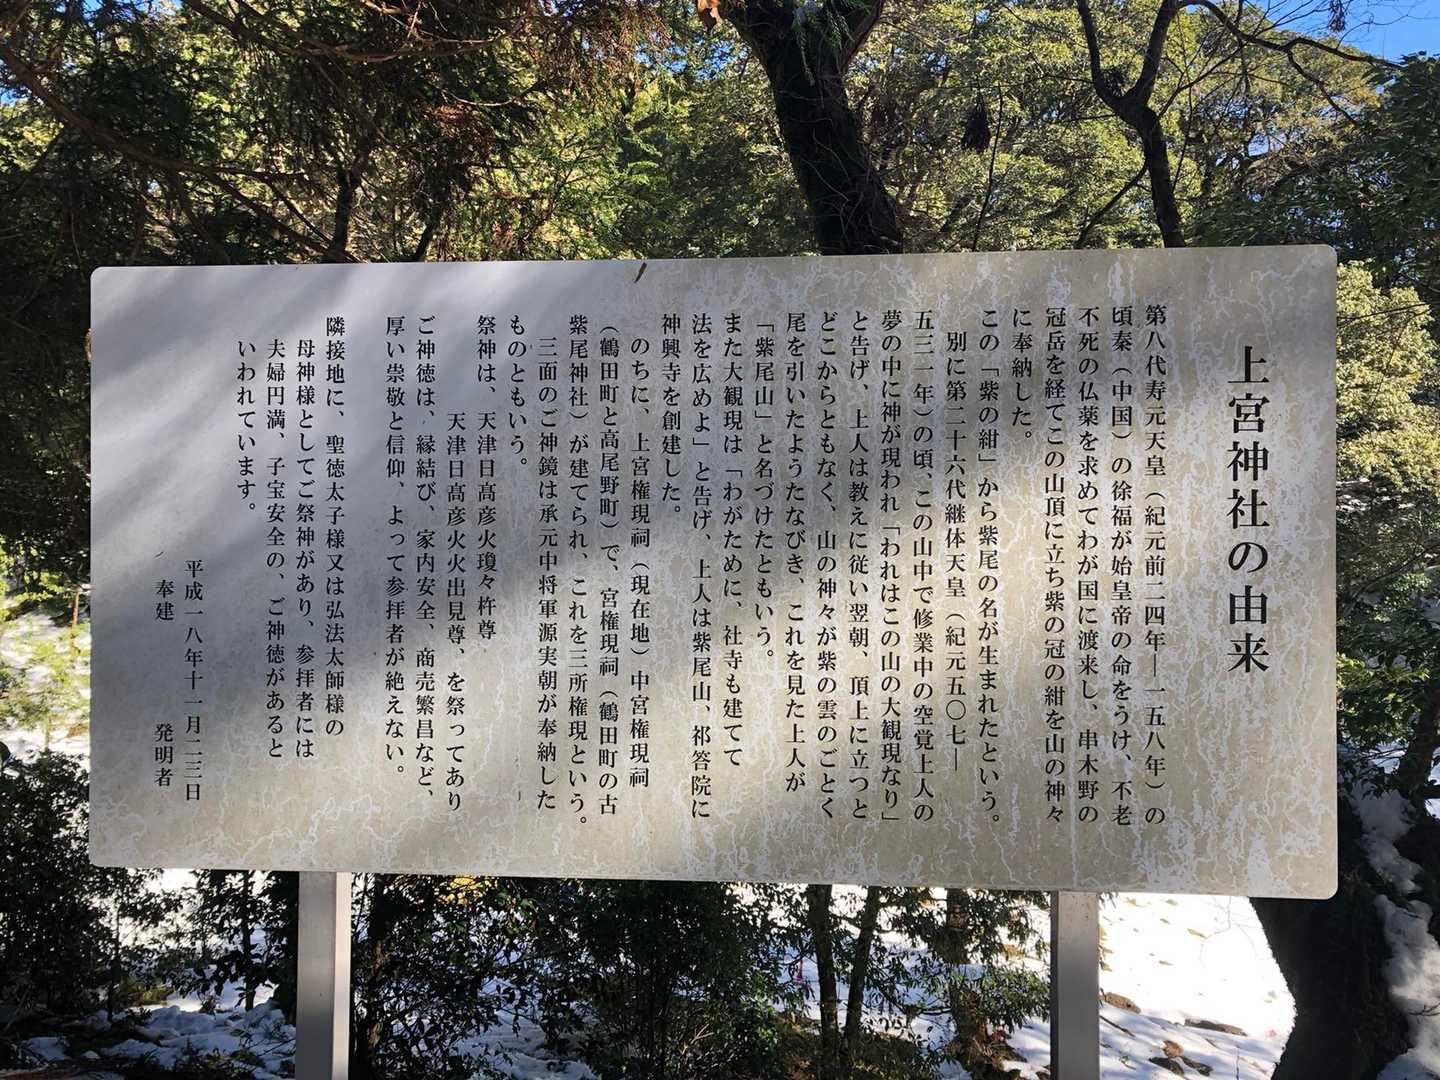 上宮神社の由来
第八代寿元天皇（紀元前二四年―一五八年）の
頃秦（中国）の徐福が始皇帝の命をうけ、不老
不死の仏薬を求めてわが国に渡来し、串木野の
冠岳を経てこの山頂に立ち紫の冠の紺を山の神々
に奉納した。
この「紫の紺」から紫尾の名が生まれたという。
別に第二十六代継体天皇（紀元五〇七―
五三一年）の頃、この山中で修業中の空覚上人の
夢の中に神が現われ「われはこの山の大観現なり」
と告げ、上人は教えに従い翌朝、頂上に立つと
どこからともなく、山の神々が紫の雲のごとく
尾を引いたようたなびき、これを見た上人が
「紫尾山」と名づけたともいう。
また大観現は「わがために、社寺も建てて
法を広めよ」と告げ、上人は紫尾山、祁答院に
神興寺を創建した。
のちに、上宮権現祠（現在地）中宮権現祠
（鶴田町と高尾野町）で、宮権現祠（鶴田町の古
紫尾神社）が建てられ、これを三所権現という。
三面のご神鏡は承元中将軍源実朝が奉納した
ものともいう。
祭神は、天津日高彦火瓊々杵尊
天津日高彦火火出見尊、を祭ってあり
ご神徳は、縁結び、家内安全、商売繁昌など、
厚い崇敬と信仰、よって参拝者が絶えない。
隣接地に、聖徳太子様又は弘法太師様の
母神様としてご祭神があり、参拝者には
夫婦円満、子宝安全の、ご神徳があると
いわれています。
平成一八年十一月二三日
奉建　発明者